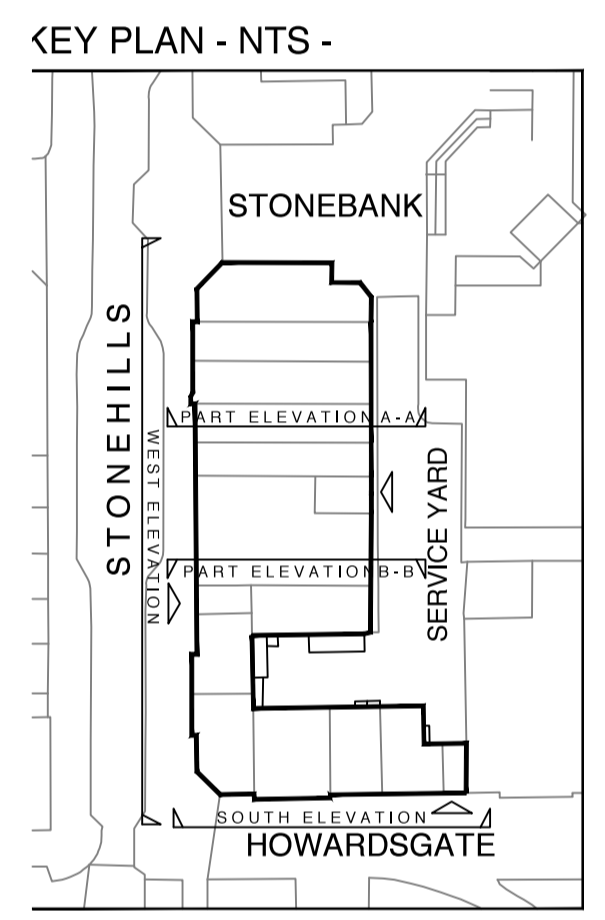 KEY PLAN - NTS -
STONEBANK
STONEHILLS
WEST ELEVATION
PART ELEVATION A-A
SERVICE YARD
PART ELEVATION B-B
SOUTH ELEVATION
HOWARDSGATE